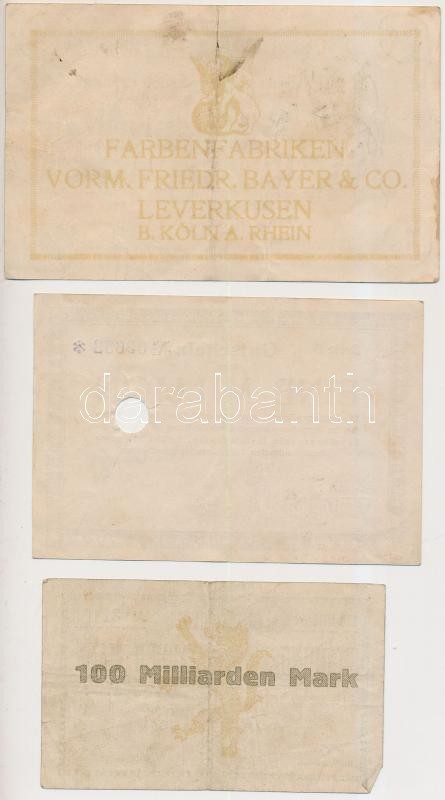 FARBENFABRIKEN
VORM. FRIEDR. BAYER & CO.
LEVERKUSEN
B. KÖLN A. RHEIN
darabanth
100 Milliarden Mark